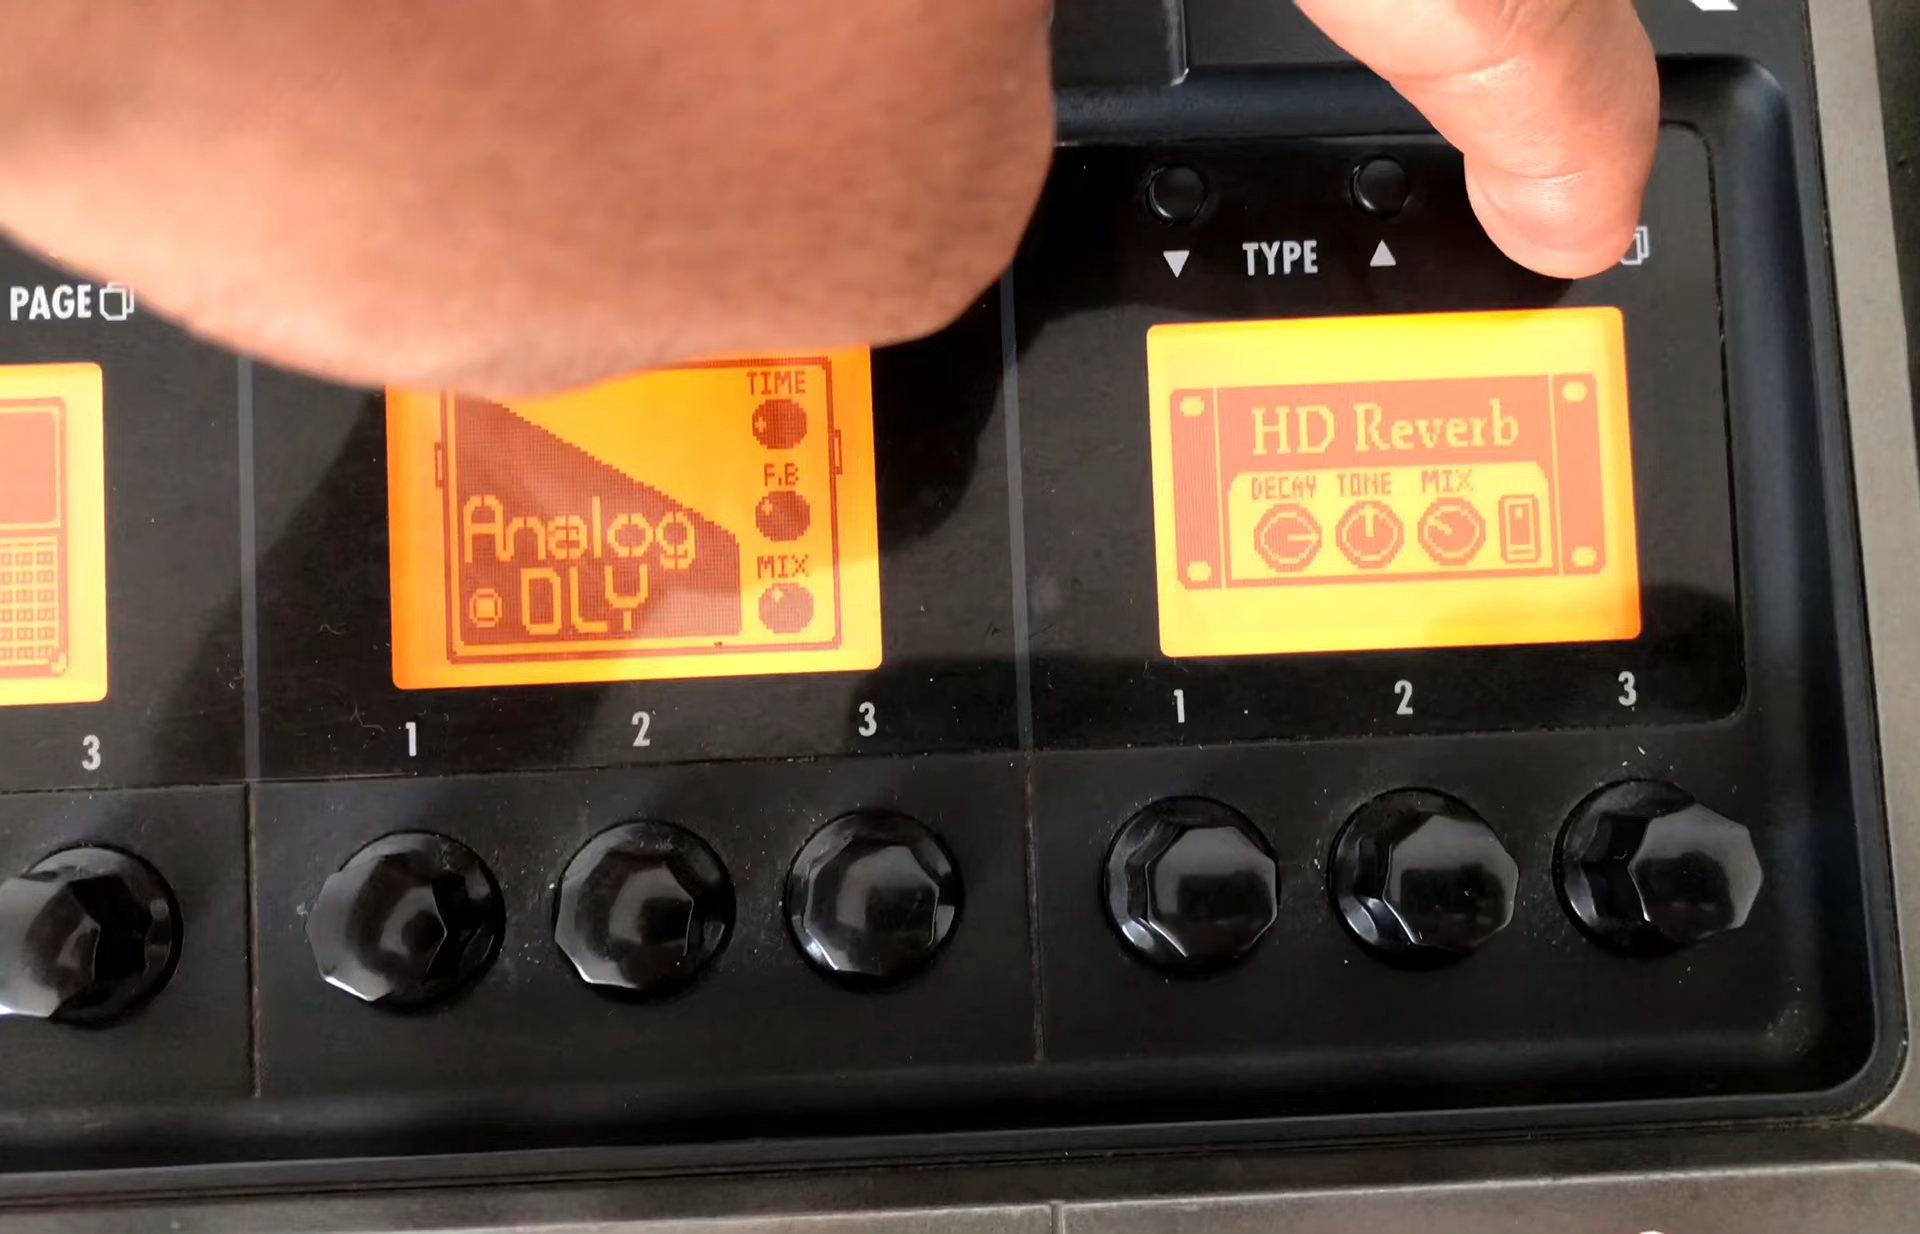 PAGE
3
TIME
F.B
MIX
Analog
DLY
1
2
3
TYPE
HD Reverb
DECAY TONE MIX
1
2
3